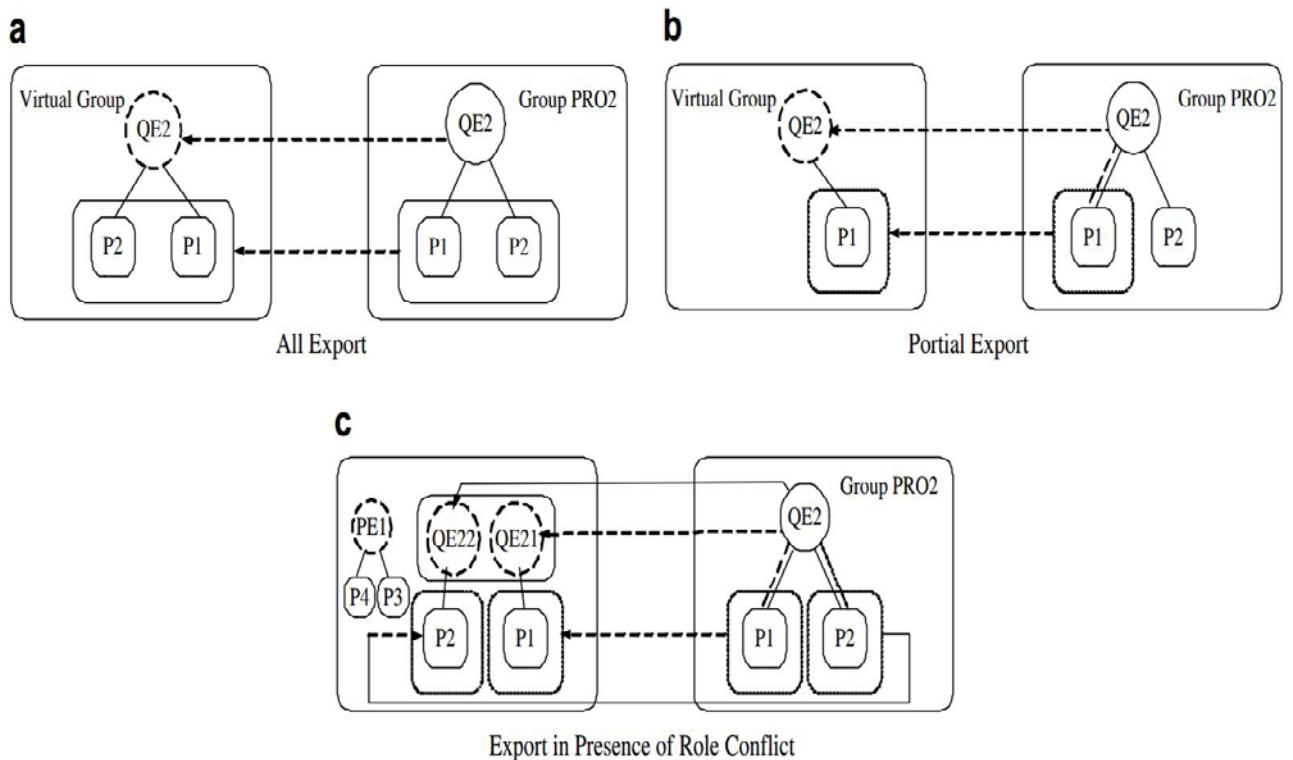 a
Virtual Group
QE2
P2
P1
Group PRO2
QE2
P1
P2
All Export
b
Virtual Group
QE2
P1
Group PRO2
QE2
P1
P2
Portial Export
c
PE1
P4
P3
QE22
QE21
P2
P1
Group PRO2
QE2
P1
P2
Export in Presence of Role Conflict